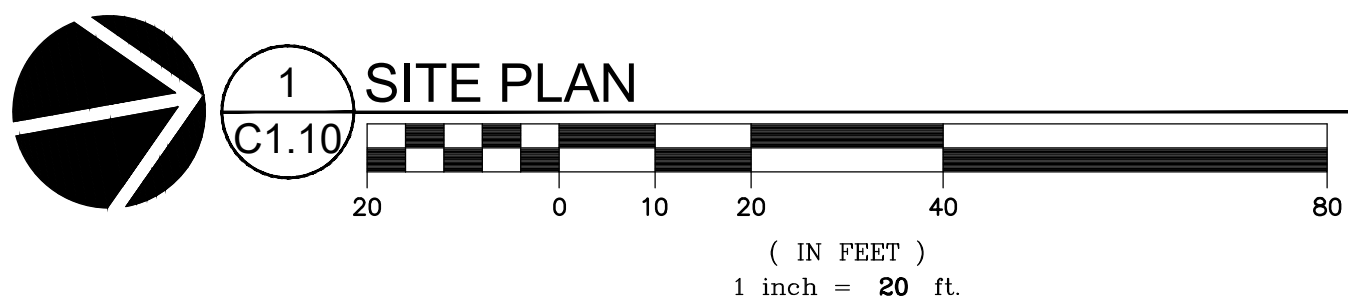 1 SITE PLAN
C1.10
20 0 10 20 40 80
( IN FEET )
1 inch = 20 ft.